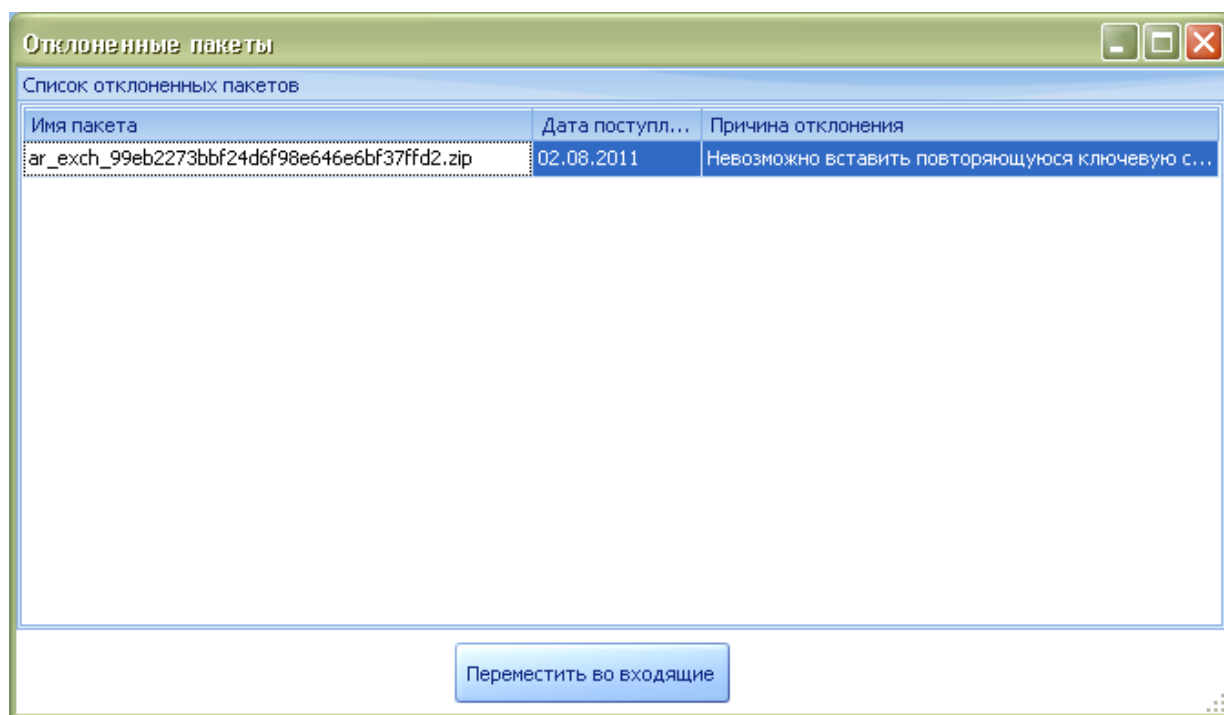 Отклоненные пакеты
Список отклоненных пакетов
Имя пакета Дата поступл... Причина отклонения
ar_exch_99eb2273bbf24d6f98e646e6bf37ffd2.zip 02.08.2011 Невозможно вставить повторяющуюся ключевую с...
Переместить во входящие